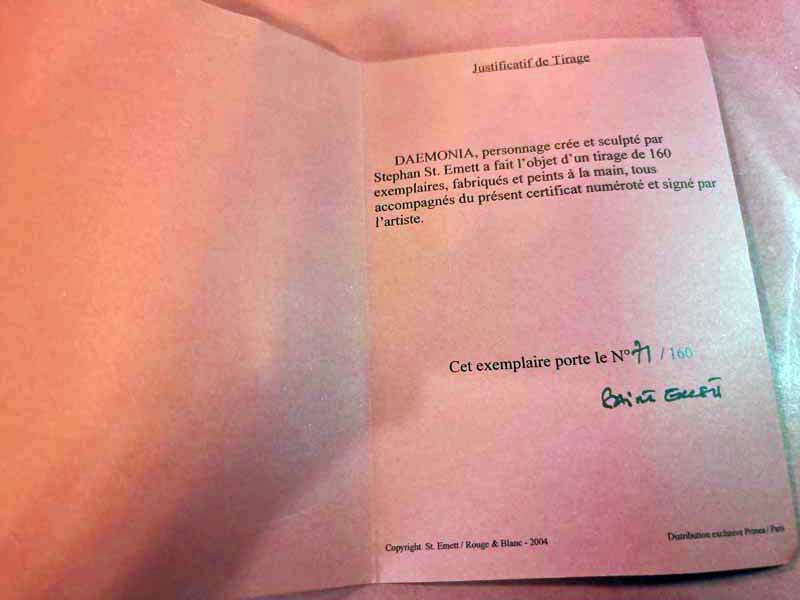 Justificatif de Tirage
DAEMONIA, personnage crée et sculpté par
Stephan St. Emett a fait l'objet d'un tirage de 160
exemplaires, fabriqués et peints à la main, tous
accompagnés du présent certificat numéroté et signé par
l'artiste.
Cet exemplaire porte le N° 71 / 160
Saint Emett
Copyright St. Emett / Rouge & Blanc - 2004
Distribution exclusive / Paris